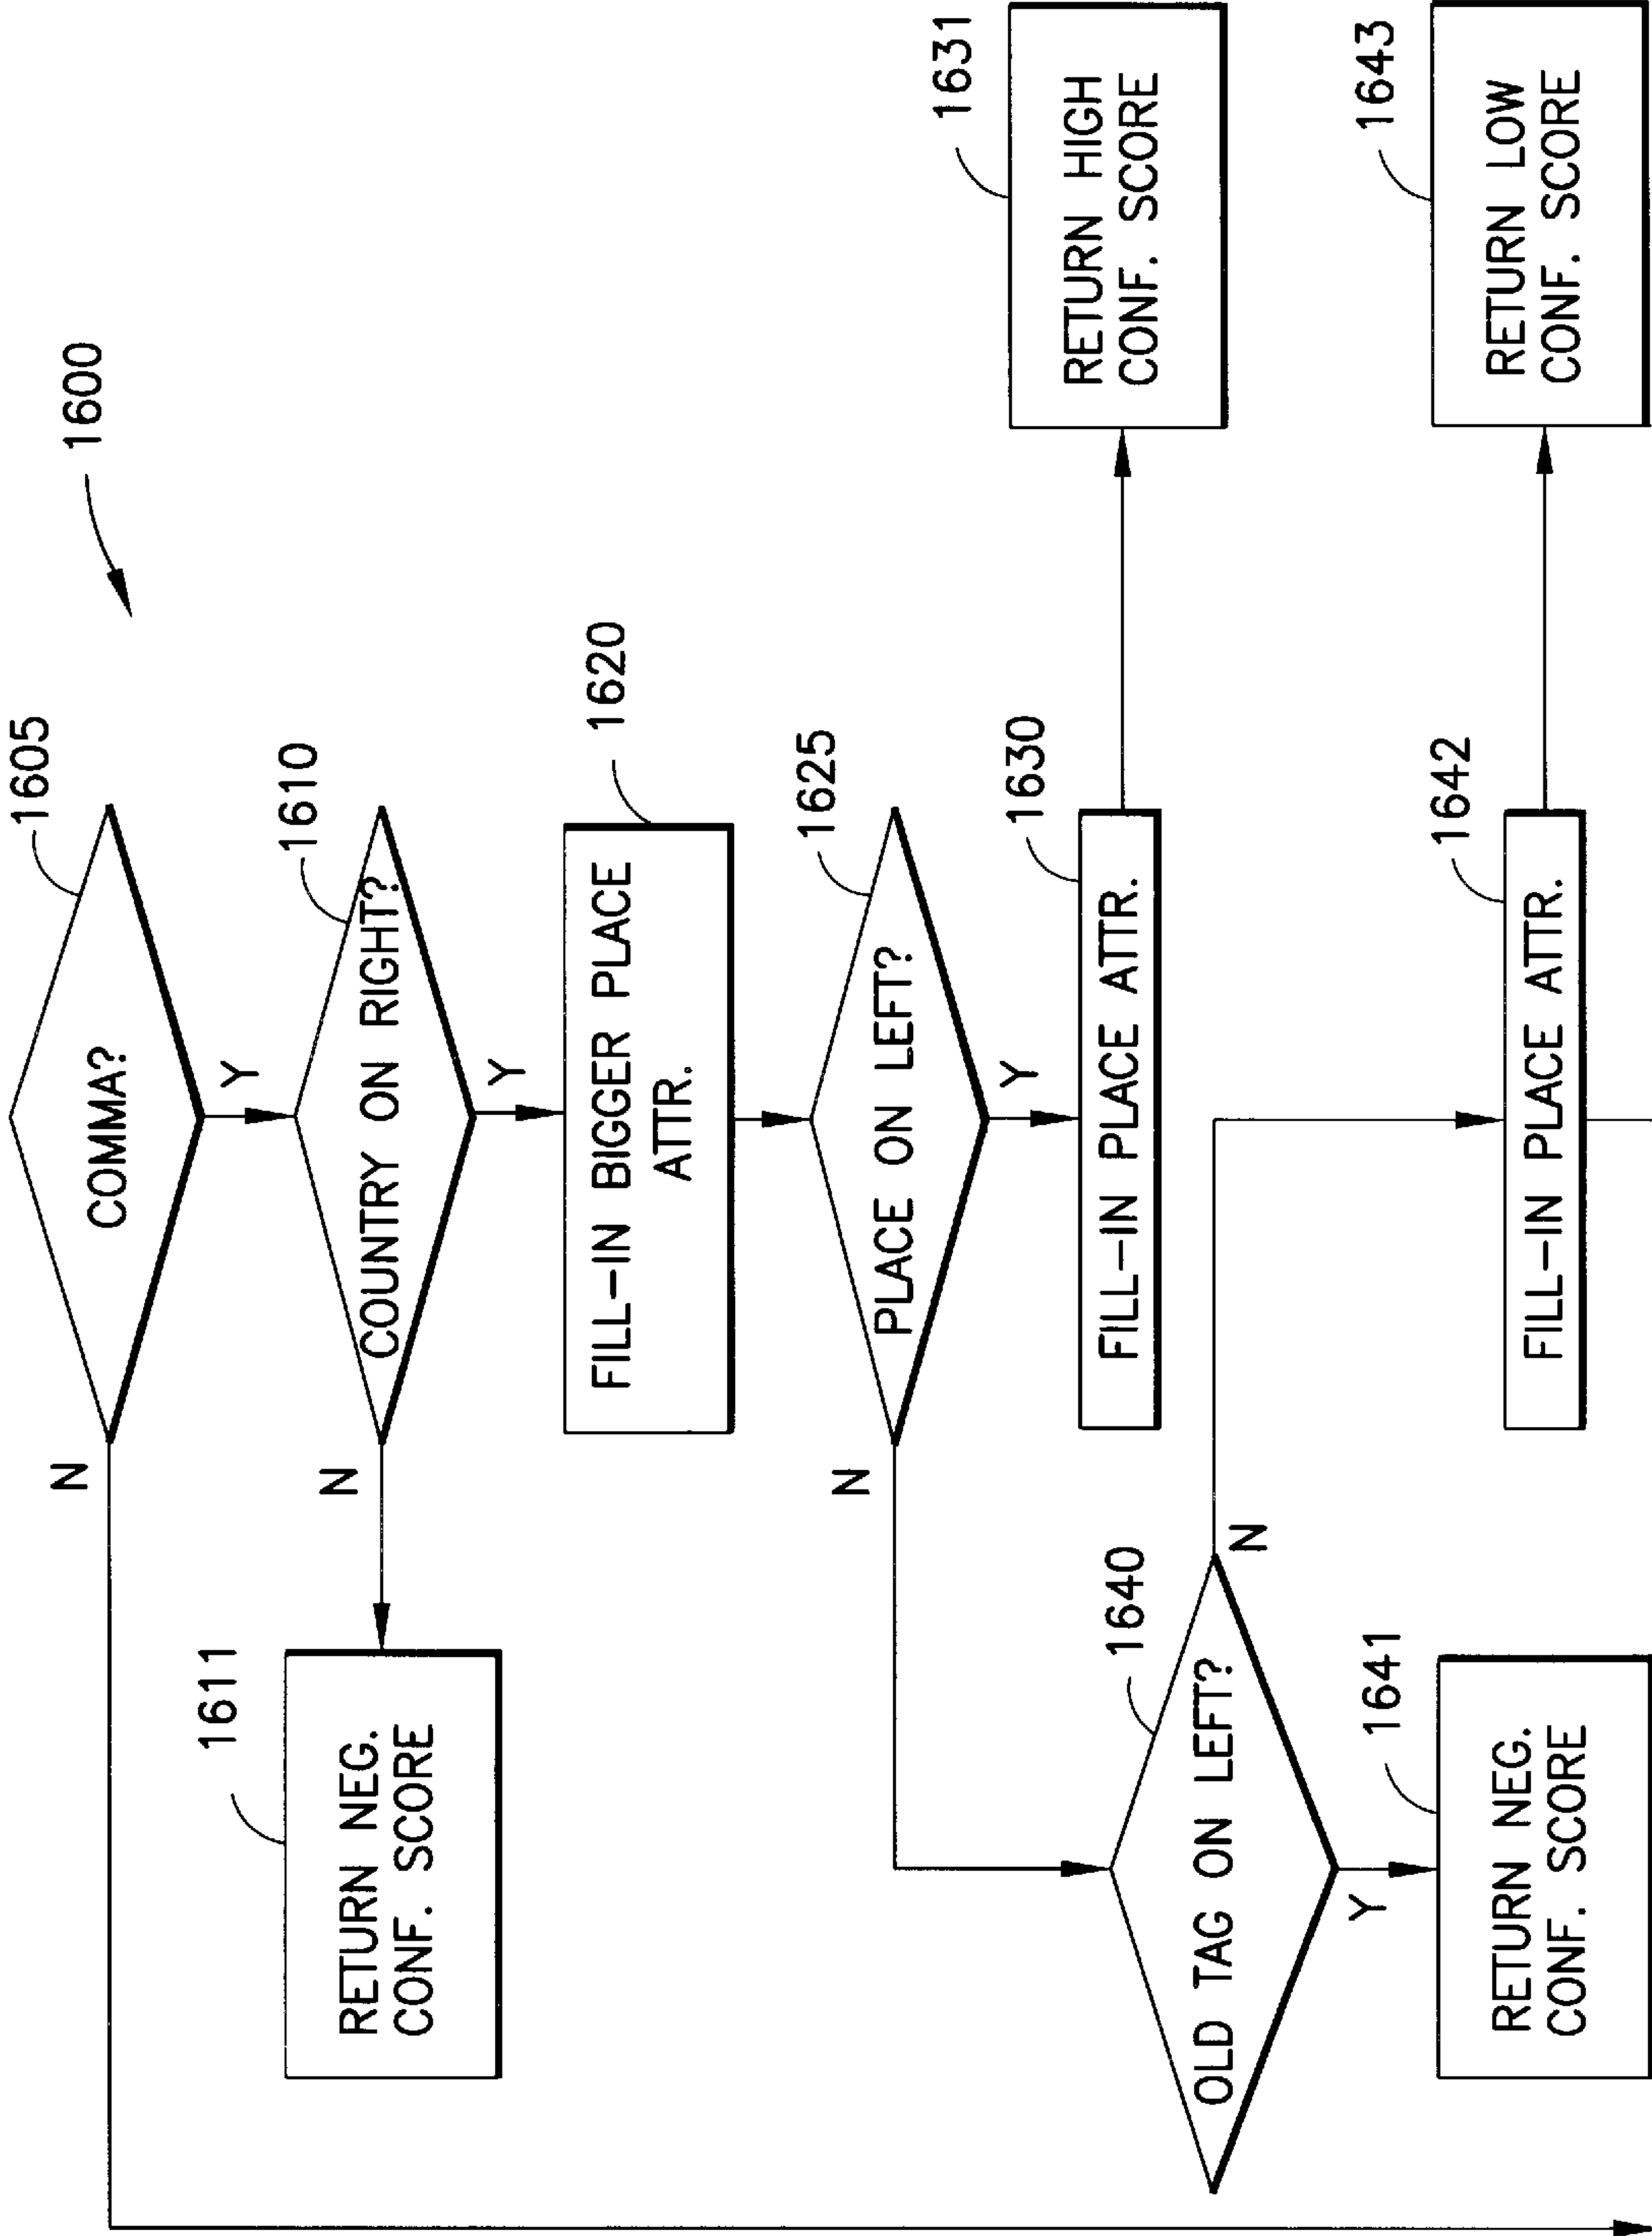 1600
1605
COMMA?
N
Y
1610
COUNTRY ON RIGHT?
N
Y
1611
RETURN NEG.
CONF. SCORE
1620
FILL-IN BIGGER PLACE
ATTR.
1625
PLACE ON LEFT?
N
Y
1630
FILL-IN PLACE ATTR.
1631
RETURN HIGH
CONF. SCORE
1640
OLD TAG ON LEFT?
N
Y
1641
RETURN NEG.
CONF. SCORE
1642
FILL-IN PLACE ATTR.
1643
RETURN LOW
CONF. SCORE